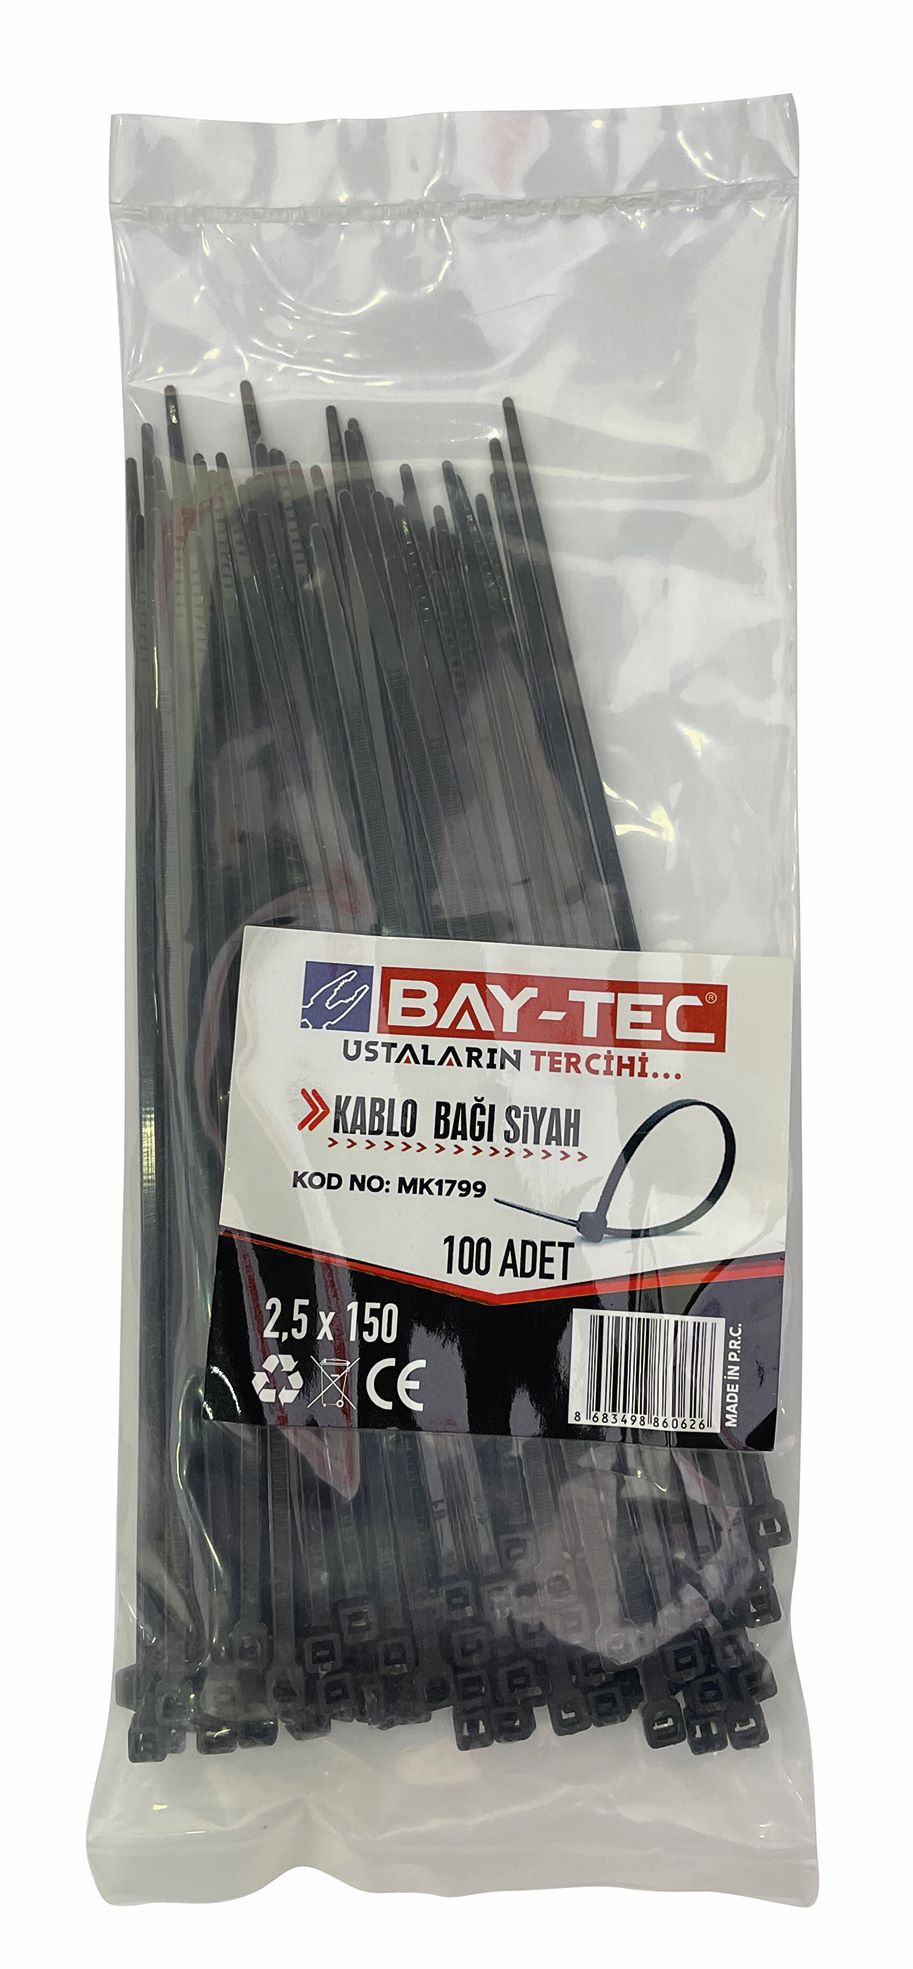 BAY-TEC®
USTALARIN TERCİHİ...
KABLO BAĞI SİYAH
KOD NO: MK1799
100 ADET
2,5 x 150
CE
8 683498 860626
MADE İN P.R.C.